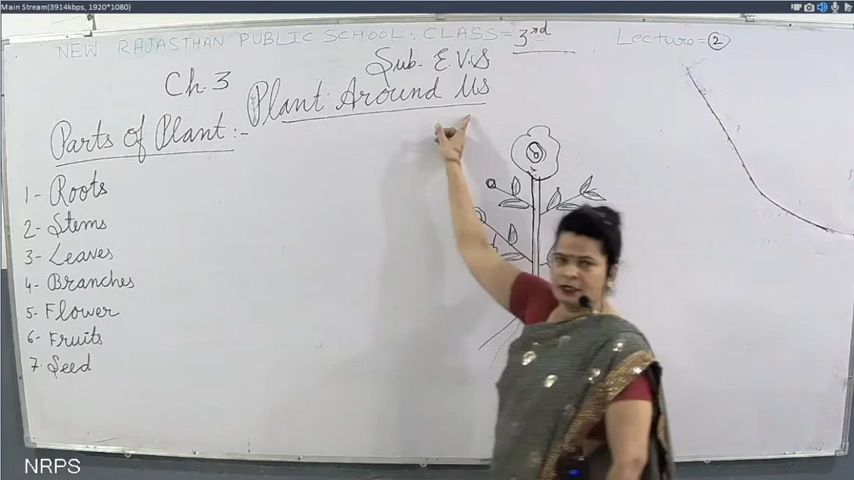 Main Stream(3914kbps, 1920*1080)
NEW RAJASTHAN PUBLIC SCHOOL: CLASS= 3rd
Lecture=2
Sub- E.V.S
Ch.3
Plant Around Us
Parts of Plant:-
1- Roots
2- Stems
3- Leaves
4- Branches
5- Flower
6- Fruits
7- Seed
NRPS